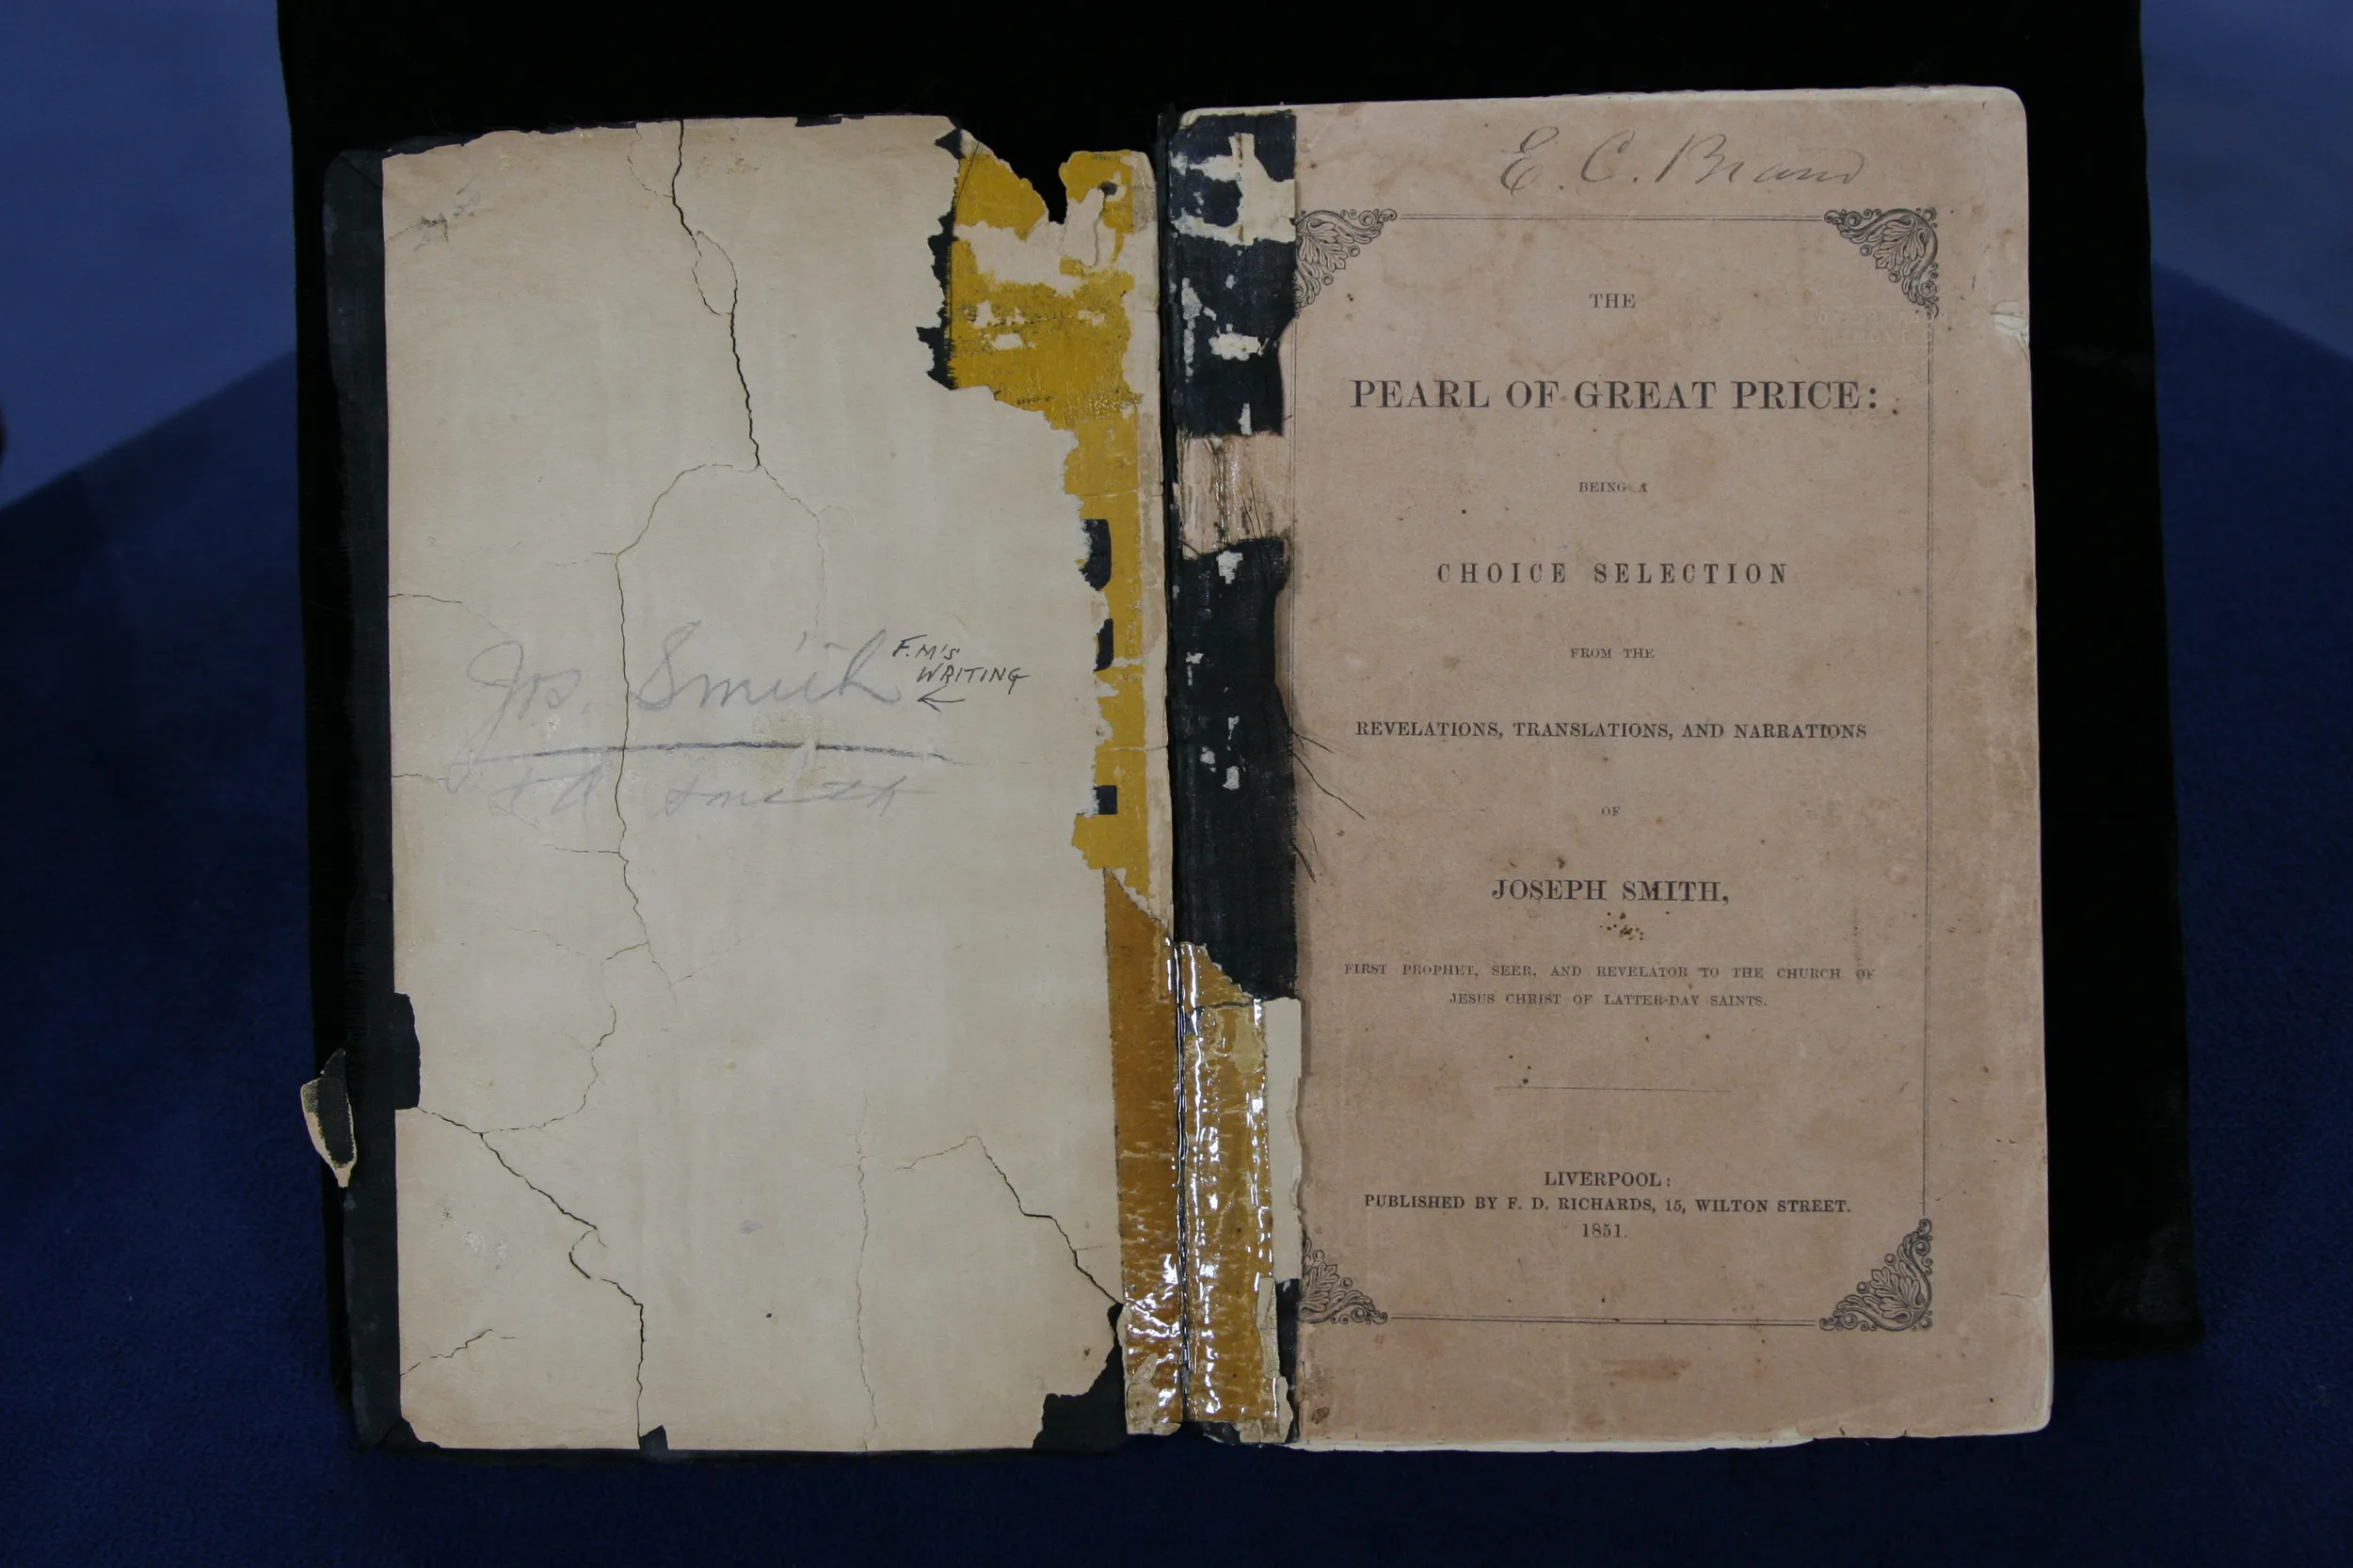 Jos. Smith
F.M's
WRITING
Smith
E. C. Brand
THE
PEARL OF GREAT PRICE:
BEING A
CHOICE SELECTION
FROM THE
REVELATIONS, TRANSLATIONS, AND NARRATIONS
OF
JOSEPH SMITH,
FIRST PROPHET, SEER, AND REVELATOR TO THE CHURCH OF
JESUS CHRIST OF LATTER-DAY SAINTS.
LIVERPOOL:
PUBLISHED BY F. D. RICHARDS, 15, WILTON STREET.
1851.